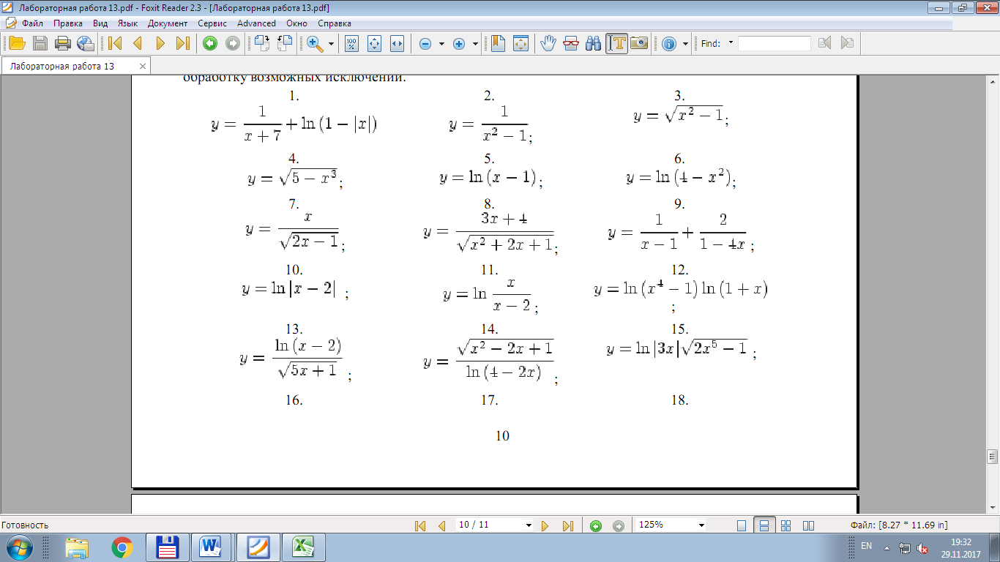 Лабораторная работа 13.pdf - Foxit Reader 2.3 - [Лабораторная работа 13.pdf]
Файл Правка Вид Язык Документ Сервис Advanced Окно Справка
100 %
Find:
Лабораторная работа 13
обработку возможных исключений.
1. 2. 3.
y = \frac{1}{x + 7} + \ln (1 - |x|) y = \frac{1}{x^2 - 1}; y = \sqrt{x^2 - 1};
4. 5. 6.
y = \sqrt{5 - x^3}; y = \ln (x - 1); y = \ln (4 - x^2);
7. 8. 9.
y = \frac{x}{\sqrt{2x - 1}}; y = \frac{3x + 4}{\sqrt{x^2 + 2x + 1}}; y = \frac{1}{x - 1} + \frac{2}{1 - 4x};
10. 11. 12.
y = \ln |x - 2| ; y = \ln \frac{x}{x - 2}; y = \ln (x^4 - 1) \ln (1 + x) ;
13. 14. 15.
y = \frac{\ln (x - 2)}{\sqrt{5x + 1}} ; y = \frac{\sqrt{x^2 - 2x + 1}}{\ln (4 - 2x)} ; y = \ln |3x| \sqrt{2x^5 - 1} ;
16. 17. 18.
10
Готовность 10 / 11 125% Файл: [8.27 * 11.69 in]
EN 19:32
29.11.2017